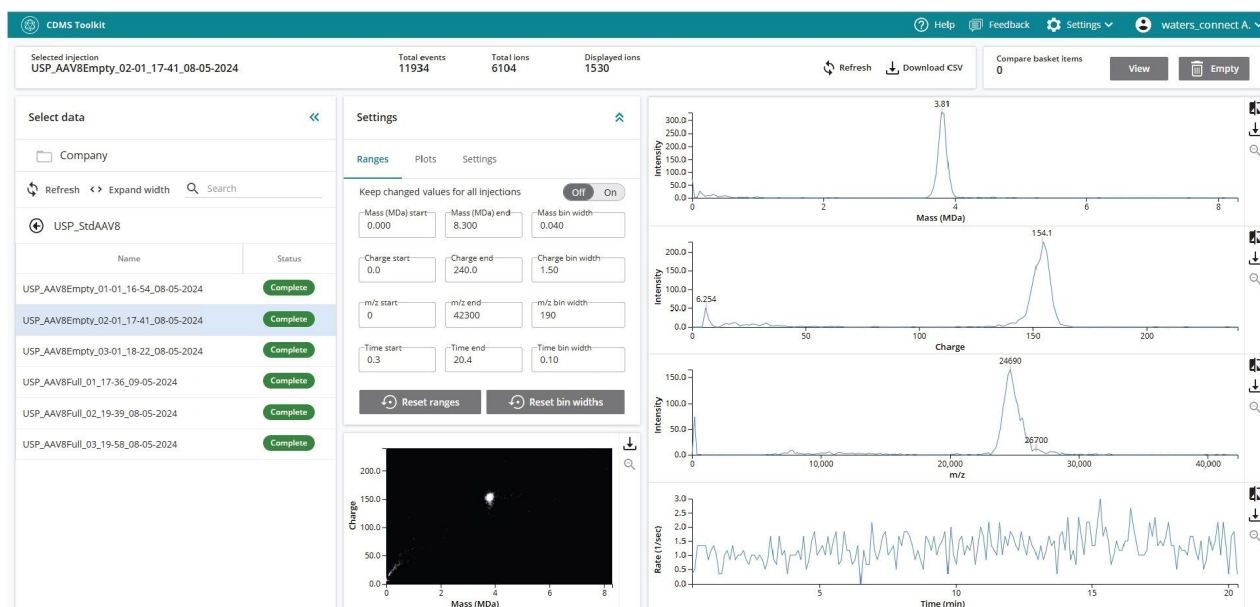 CDMS Toolkit
Help Feedback Settings waters_connect A.
Selected injection
USP_AAV8Empty_02-01_17-41_08-05-2024
Total events
11934
Total ions
6104
Displayed ions
1530
Refresh Download CSV
Compare basket items
0
View Empty
Select data
Company
Refresh Expand width Search
USP_StdAAV8
Name Status
USP_AAV8Empty_01-01_16-54_08-05-2024 Complete
USP_AAV8Empty_02-01_17-41_08-05-2024 Complete
USP_AAV8Empty_03-01_18-22_08-05-2024 Complete
USP_AAV8Full_01_17-36_09-05-2024 Complete
USP_AAV8Full_02_19-39_08-05-2024 Complete
USP_AAV8Full_03_19-58_08-05-2024 Complete
Settings
Ranges Plots Settings
Keep changed values for all injections Off On
Mass (MDa) start Mass (MDa) end Mass bin width
0.000 8.300 0.040
Charge start Charge end Charge bin width
0.0 240.0 1.50
m/z start m/z end m/z bin width
0 42300 190
Time start Time end Time bin width
0.3 20.4 0.10
Reset ranges Reset bin widths
Charge
200.0
150.0
100.0
50.0
0.0
0 2 4 6 8
Mass (MDa)
3.81
Intensity
300.0
250.0
200.0
150.0
100.0
50.0
0.0
0 2 4 6 8
Mass (MDa)
154.1
6.254
Intensity
200.0
150.0
100.0
50.0
0.0
0 50 100 150 200
Charge
24690
26700
Intensity
150.0
100.0
50.0
0.0
0 10,000 20,000 30,000 40,000
m/z
Rate (1/sec)
3.0
2.5
2.0
1.5
1.0
0.5
0.0
5 10 15 20
Time (min)